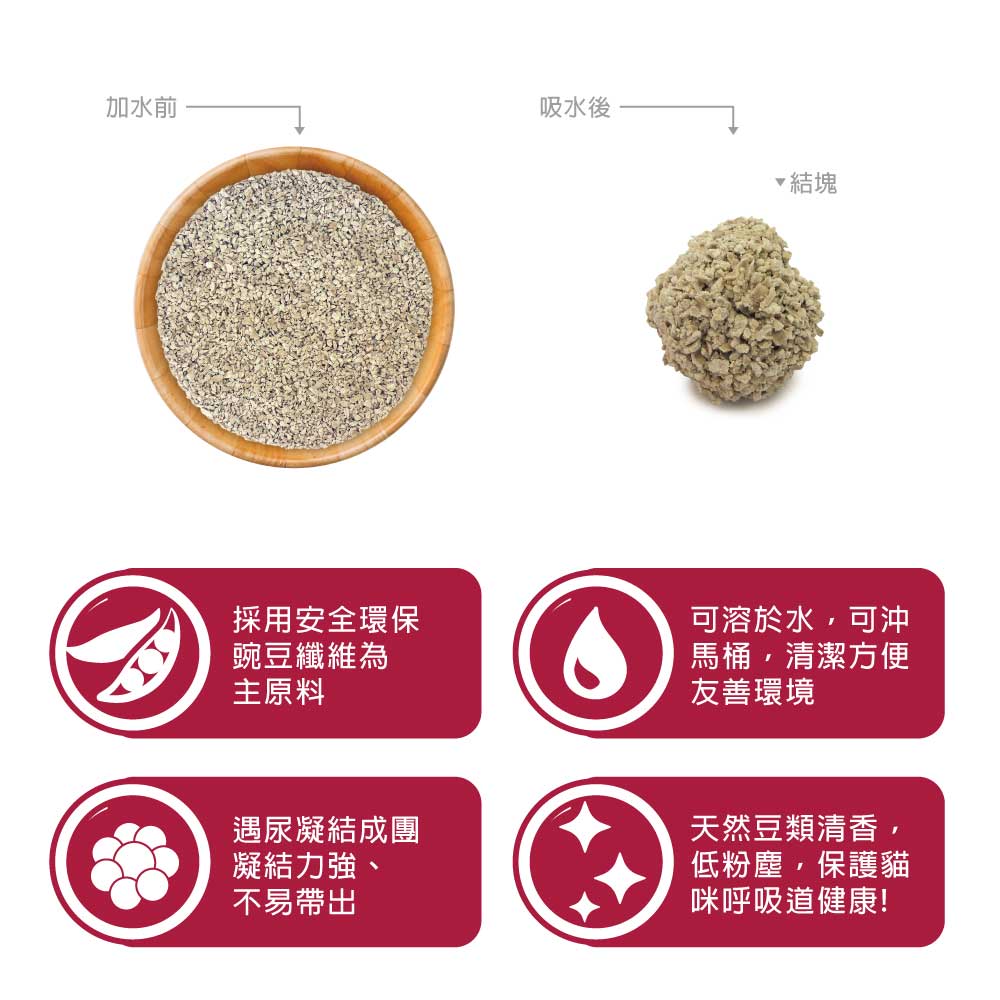 加水前
吸水後
▼結塊
採用安全環保
豌豆纖維為
主原料
可溶於水，可沖
馬桶，清潔方便
友善環境
遇尿凝結成團
凝結力強、
不易帶出
天然豆類清香，
低粉塵，保護貓
咪呼吸道健康!